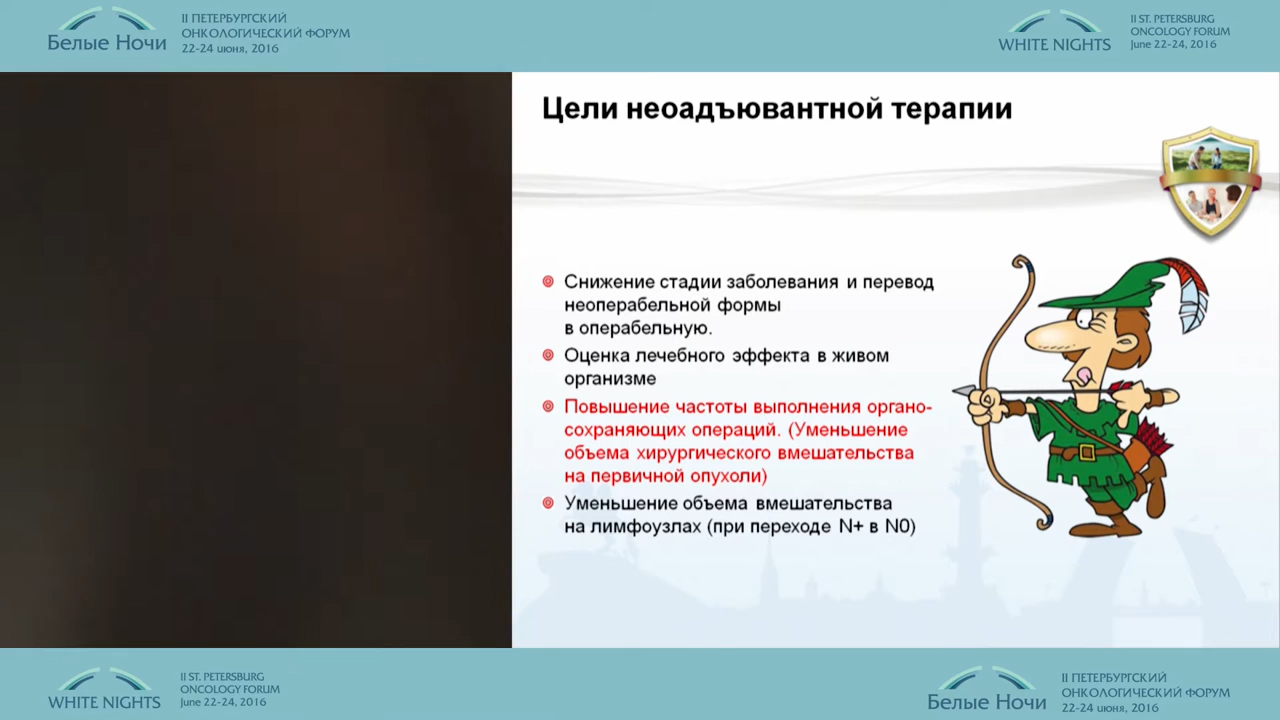 Белые Ночи
II ПЕТЕРБУРГСКИЙ
ОНКОЛОГИЧЕСКИЙ ФОРУМ
22-24 июня, 2016
WHITE NIGHTS
II ST. PETERSBURG
ONCOLOGY FORUM
June 22-24, 2016
Цели неоадъювантной терапии
Снижение стадии заболевания и перевод
неоперабельной формы
в операбельную.
Оценка лечебного эффекта в живом
организме
Повышение частоты выполнения органо-
сохраняющих операций. (Уменьшение
объема хирургического вмешательства
на первичной опухоли)
Уменьшение объема вмешательства
на лимфоузлах (при переходе N+ в N0)
WHITE NIGHTS
II ST. PETERSBURG
ONCOLOGY FORUM
June 22-24, 2016
Белые Ночи
II ПЕТЕРБУРГСКИЙ
ОНКОЛОГИЧЕСКИЙ ФОРУМ
22-24 июня, 2016